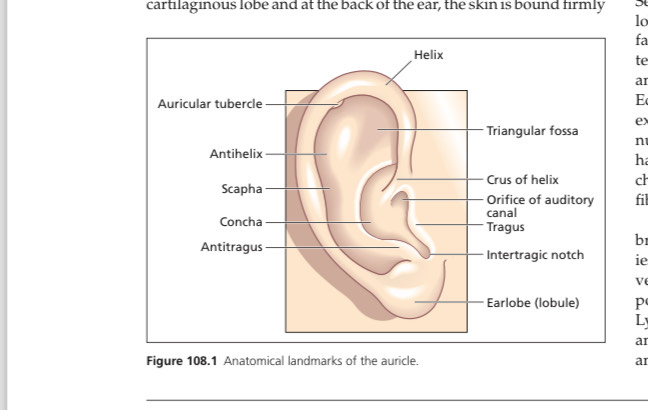 cartilaginous lobe and at the back of the ear, the skin is bound firmly
Helix
Auricular tubercle
Triangular fossa
Antihelix
Crus of helix
Scapha
Orifice of auditory
canal
Concha
Tragus
Antitragus
Intertragic notch
Earlobe (lobule)
Figure 108.1 Anatomical landmarks of the auricle.